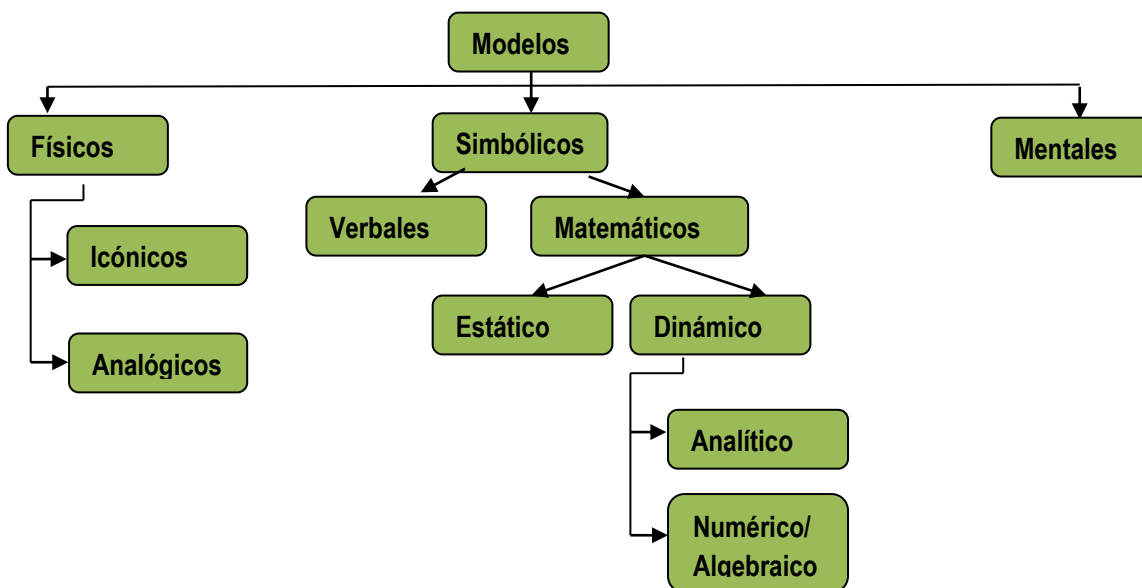 Modelos
Físicos
Simbólicos
Mentales
Verbales
Matemáticos
Icónicos
Estático
Dinámico
Analógicos
Analítico
Numérico/
Algebraico